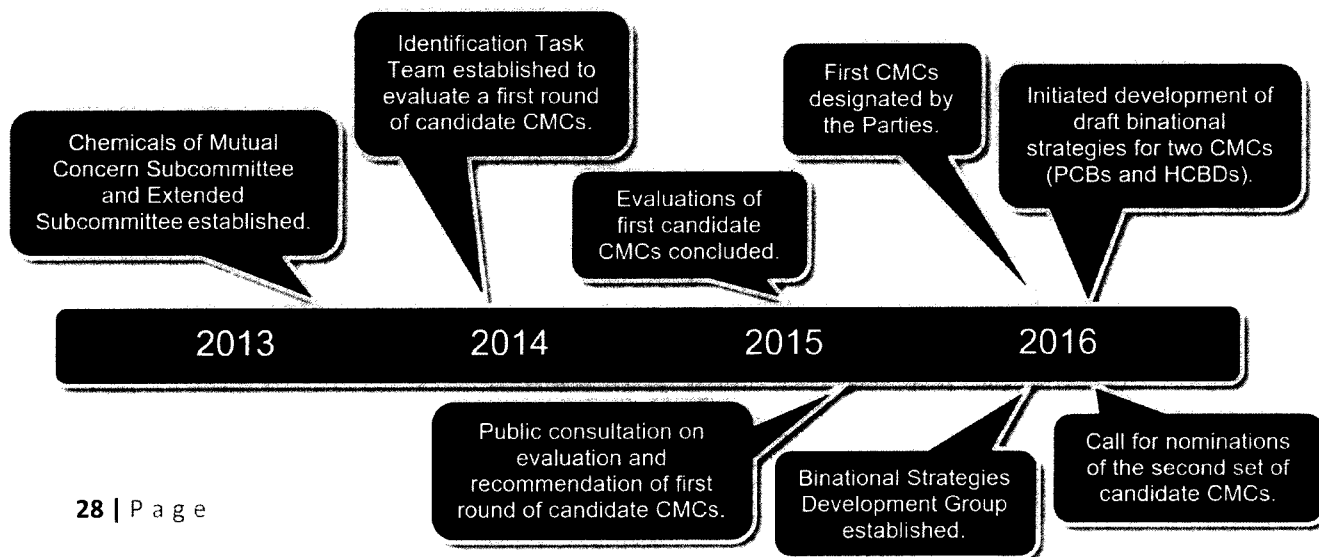 Identification Task
Team established to
evaluate a first round
of candidate CMCs.
First CMCs
designated by
the Parties.
Initiated development of
draft binational
strategies for two CMCs
(PCBs and HCBDs).
Chemicals of Mutual
Concern Subcommittee
and Extended
Subcommittee established.
Evaluations of
first candidate
CMCs concluded.
2013 2014 2015 2016
Public consultation on
evaluation and
recommendation of first
round of candidate CMCs.
Binational Strategies
Development Group
established.
Call for nominations
of the second set of
candidate CMCs.
28 | P a g e